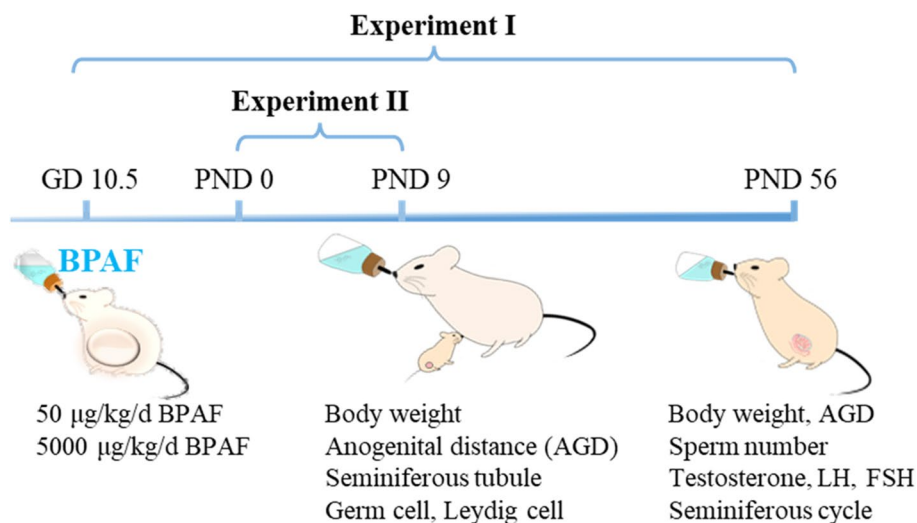 Experiment I
Experiment II
GD 10.5
PND 0
PND 9
PND 56
BPAF
50 μg/kg/d BPAF
5000 μg/kg/d BPAF
Body weight
Anogenital distance (AGD)
Seminiferous tubule
Germ cell, Leydig cell
Body weight, AGD
Sperm number
Testosterone, LH, FSH
Seminiferous cycle